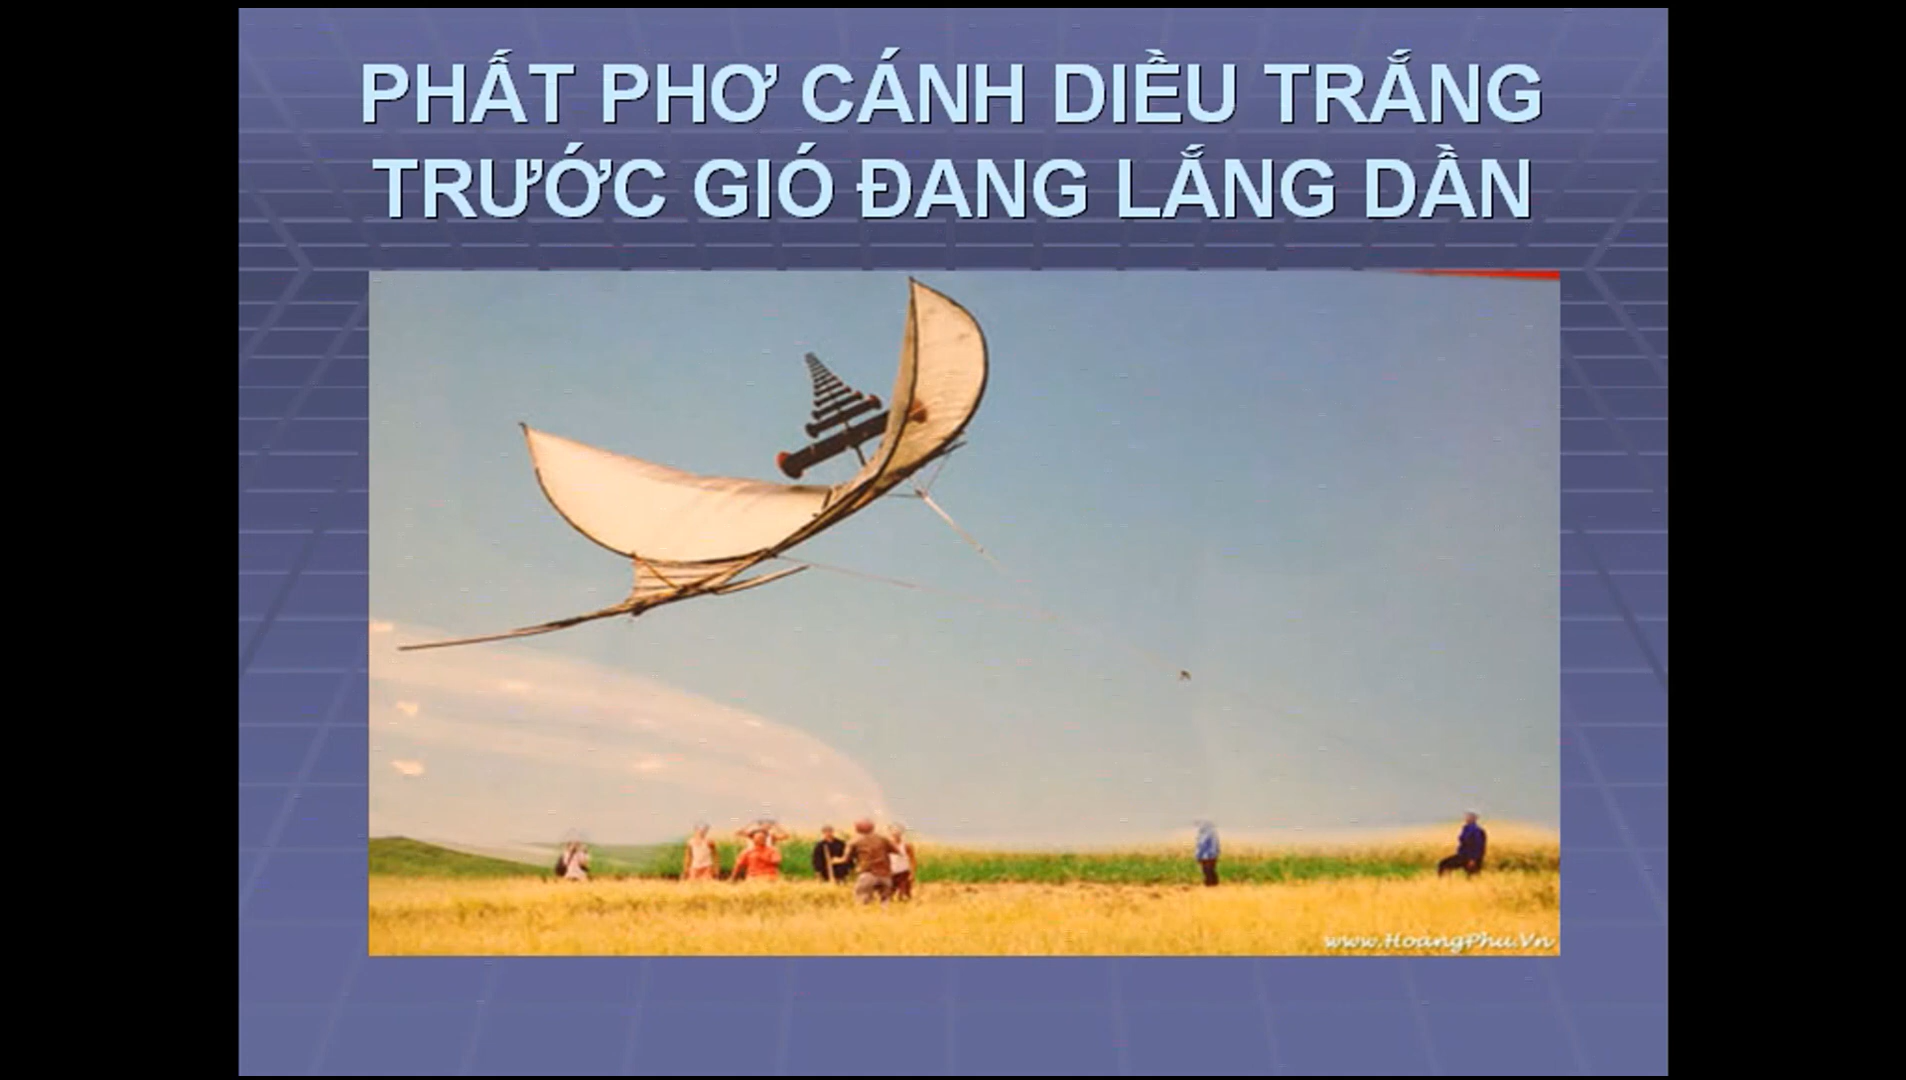 PHẤT PHƠ CÁNH DIỀU TRẮNG
TRƯỚC GIÓ ĐANG LẮNG DẦN
www.HoangPhu.Vn